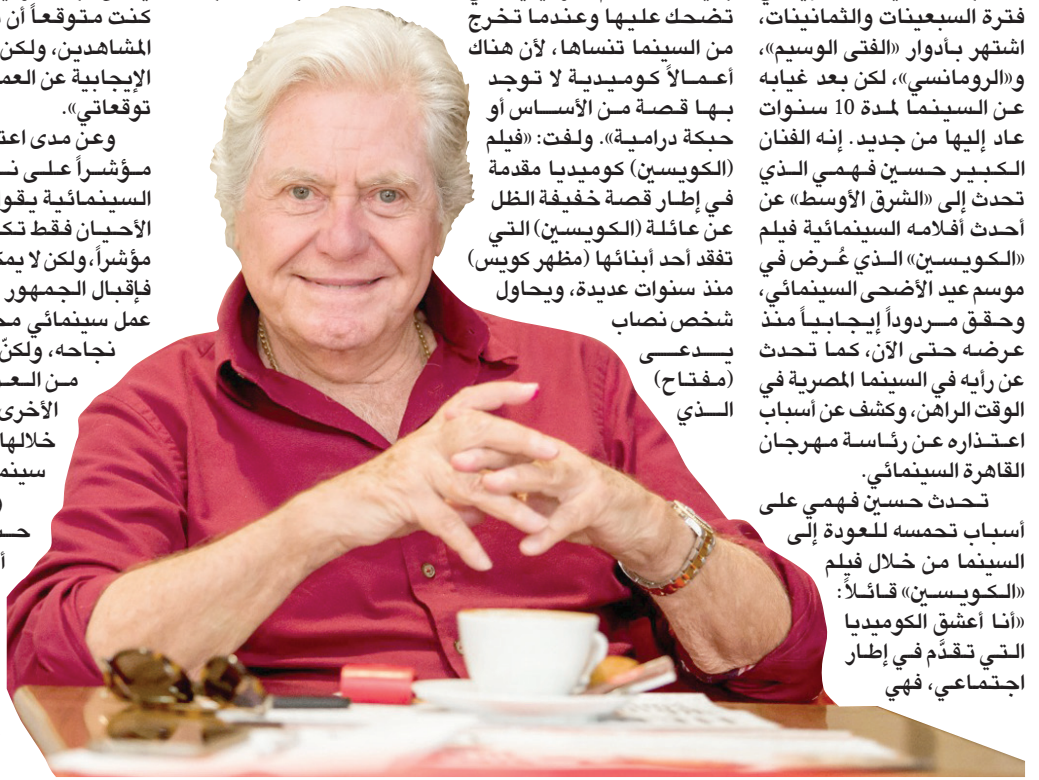 فترة السبعينات والثمانينات،
اشتهر بأدوار «الفتى الوسيم»،
و«الرومانسي»، لكن بعد غيابه
عن السينما لمدة 10 سنوات
عاد إليها من جديد. إنه الفنان
الكبير حسين فهمي الذي
تحدث إلى «الشرق الأوسط» عن
أحدث أفلامه السينمائية فيلم
«الكويسين» الذي عُرض في
موسم عيد الأضحى السينمائي،
وحقق مردوداً إيجابياً منذ
عرضه حتى الآن، كما تحدث
عن رأيه في السينما المصرية في
الوقت الراهن، وكشف عن أسباب
اعتذاره عن رئاسة مهرجان
القاهرة السينمائي.
تحدث حسين فهمي على
أسباب تحمسه للعودة إلى
السينما من خلال فيلم
«الكويسين» قائلاً:
«أنا أعشق الكوميديا
التي تقدَّم في إطار
اجتماعي، فهي
تضحك عليها وعندما تخرج
من السينما تنساها، لأن هناك
أعمالاً كوميدية لا توجد
بها قصة من الأساس أو
حبكة درامية». ولفت: «فيلم
(الكويسين) كوميديا مقدمة
في إطار قصة خفيفة الظل
عن عائلة (الكويسين) التي
تفقد أحد أبنائها (مظهر كويس)
منذ سنوات عديدة، ويحاول
شخص نصاب
يدعى
(مفتاح)
الذي
كنت متوقعاً أن
المشاهدين، ولكن
الإيجابية عن العم
توقعاتي».
وعن مدى اعت
مؤشراً على ن
السينمائية يقو
الأحيان فقط تك
مؤشراً، ولكن لا يمك
فإقبال الجمهور
عمل سينمائي مح
نجاحه، ولكنّ
من الع
الأخرى
خلالها
سينم
حس